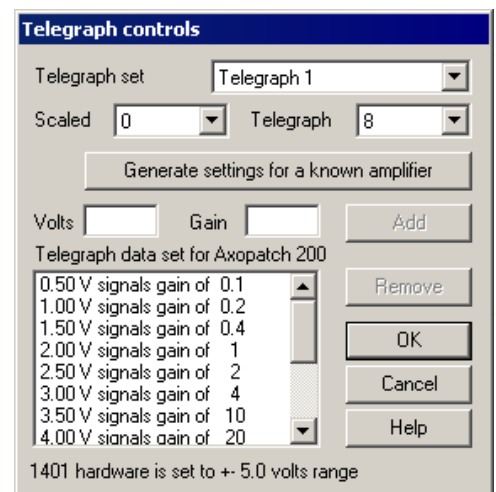 Telegraph controls
Telegraph set Telegraph 1
Scaled 0 Telegraph 8
Generate settings for a known amplifier
Volts Gain Add
Telegraph data set for Axopatch 200
0.50 V signals gain of 0.1
1.00 V signals gain of 0.2
1.50 V signals gain of 0.4
2.00 V signals gain of 1
2.50 V signals gain of 2
3.00 V signals gain of 4
3.50 V signals gain of 10
4.00 V signals gain of 20
Remove
OK
Cancel
Help
1401 hardware is set to +- 5.0 volts range